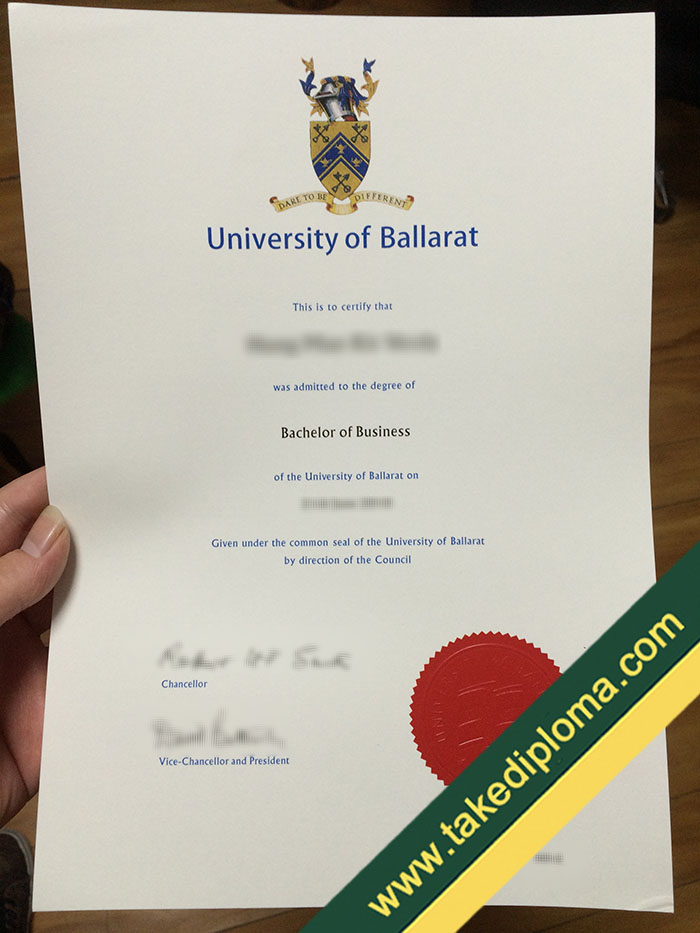 DARE TO BE DIFFERENT
University of Ballarat
This is to certify that
was admitted to the degree of
Bachelor of Business
of the University of Ballarat on
Given under the common seal of the University of Ballarat
by direction of the Council
Chancellor
Vice-Chancellor and President
www.takediploma.com